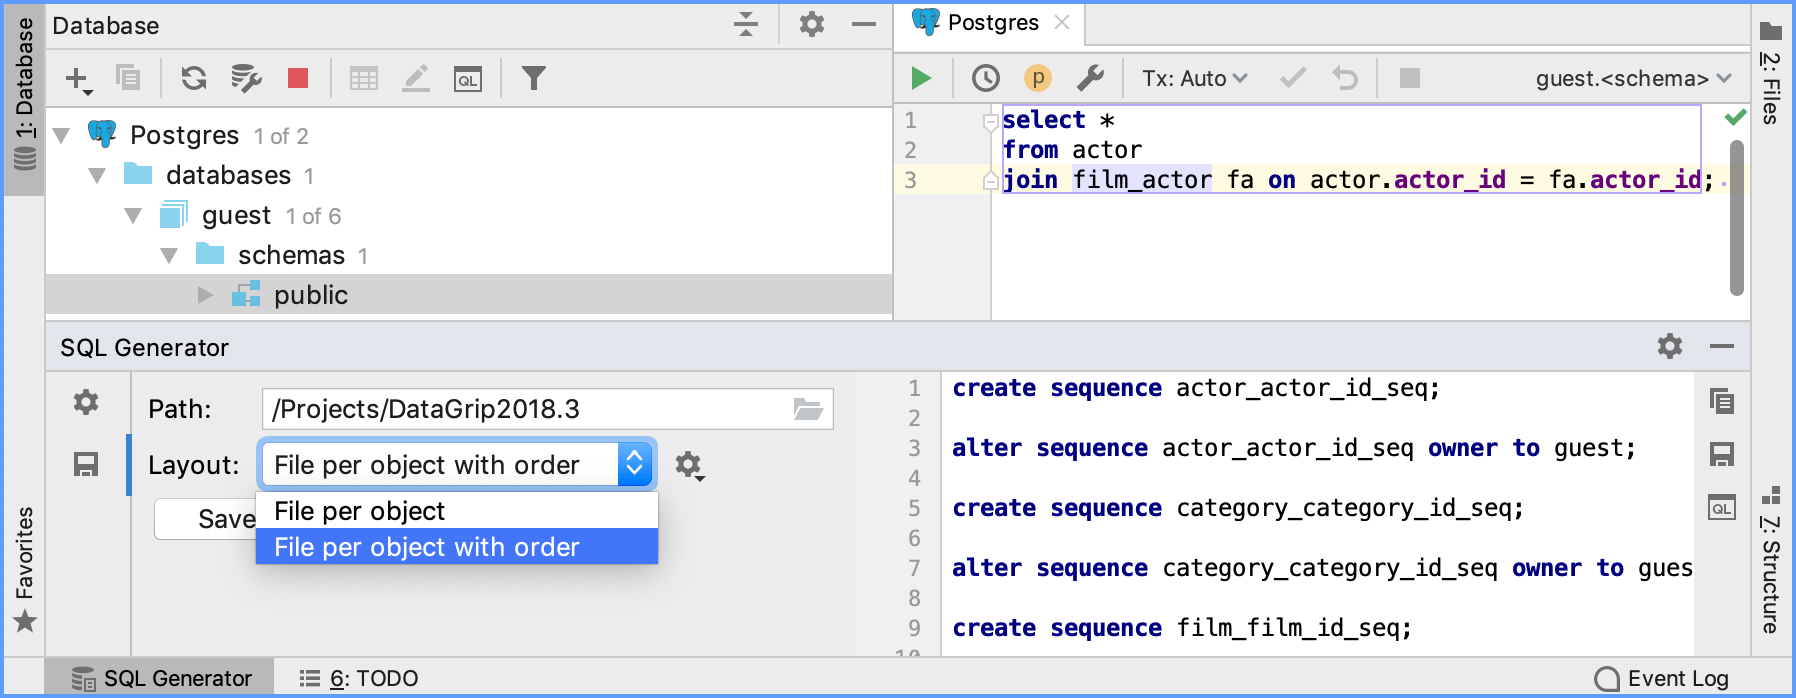 1: Database
Favorites
Database
QL
Postgres 1 of 2
databases 1
guest 1 of 6
schemas 1
public
Postgres
p
Tx: Auto
guest.<schema>
1 select *
2 from actor
3 join film_actor fa on actor.actor_id = fa.actor_id;
2: Files
7: Structure
SQL Generator
Path: /Projects/DataGrip2018.3
Layout: File per object with order
Save
File per object
File per object with order
1 create sequence actor_actor_id_seq;
2
3 alter sequence actor_actor_id_seq owner to guest;
4
5 create sequence category_category_id_seq;
6
7 alter sequence category_category_id_seq owner to gues
8
9 create sequence film_film_id_seq;
10
QL
SQL Generator
6: TODO
Event Log